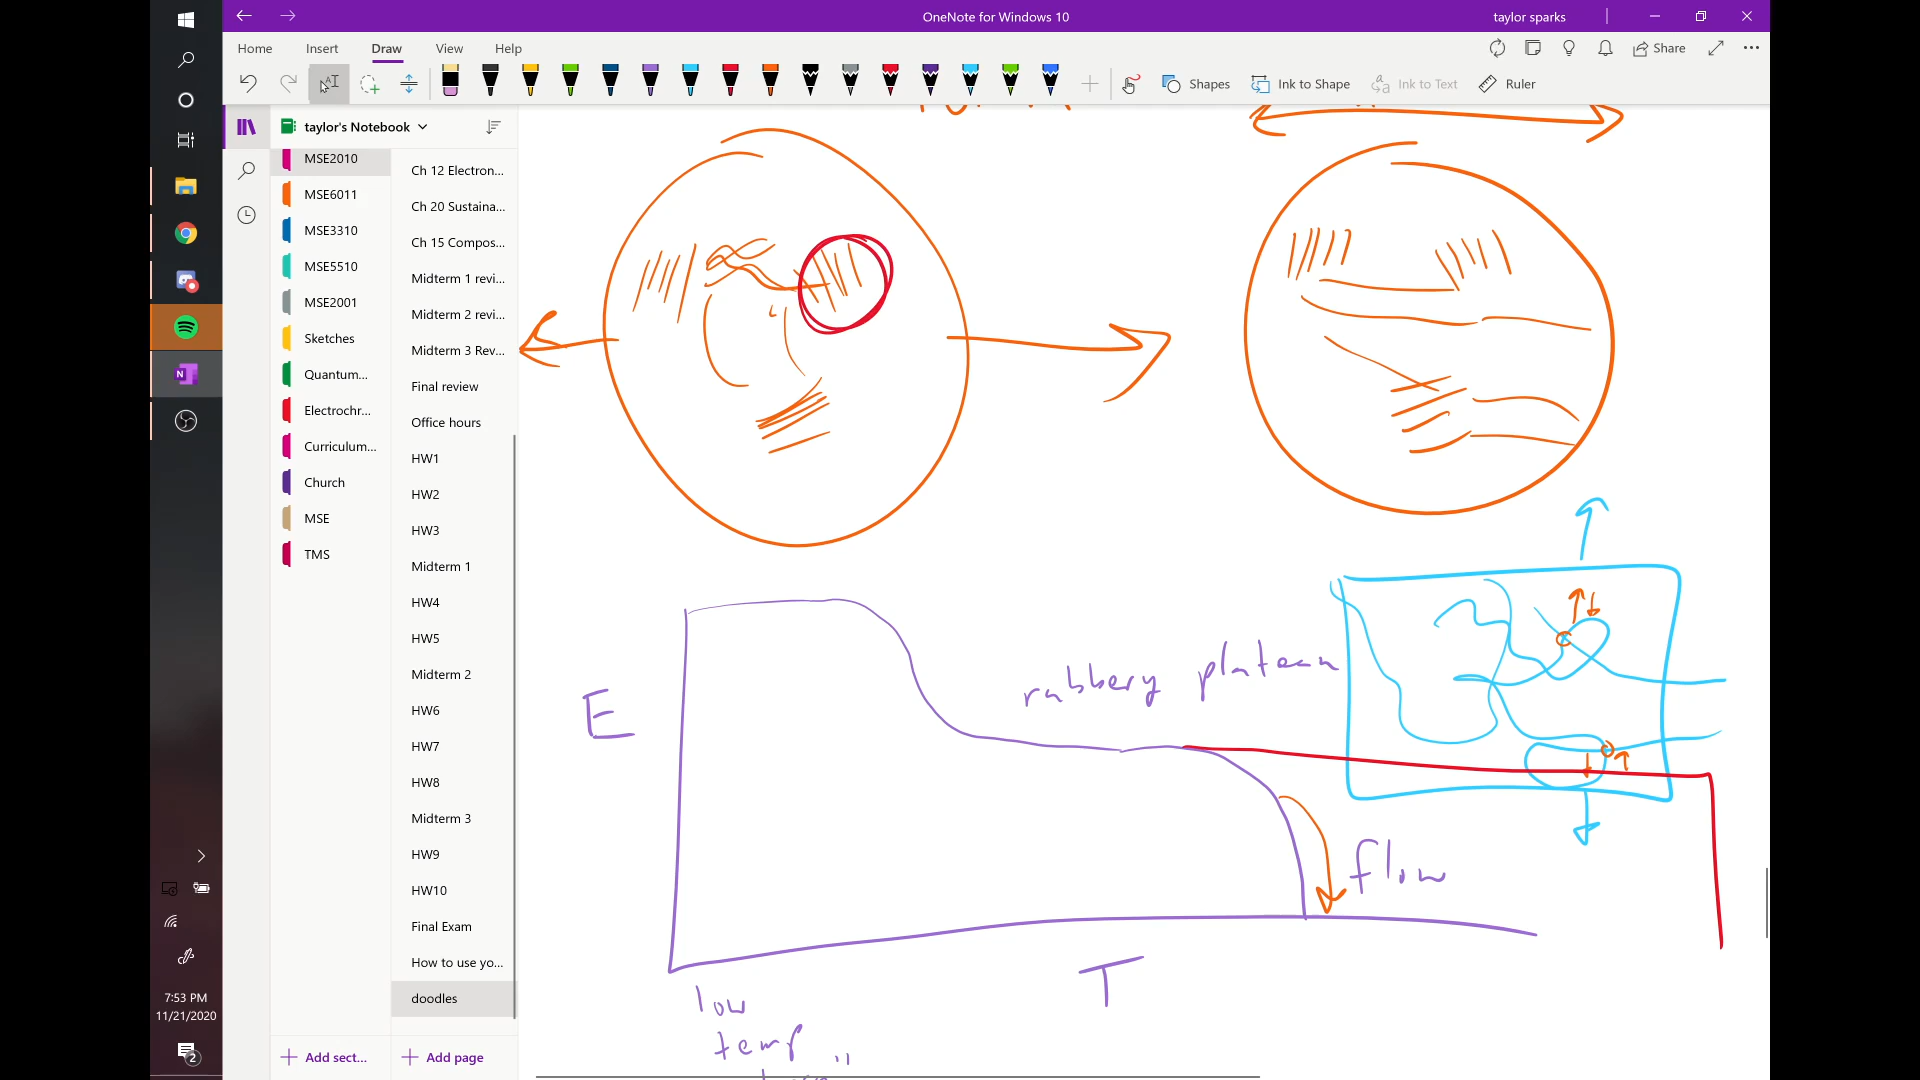 OneNote for Windows 10
taylor sparks
Home Insert Draw View Help
Share
Shapes
Ink to Shape
Ink to Text
Ruler
taylor's Notebook
MSE2010
MSE6011
MSE3310
MSE5510
MSE2001
Sketches
Quantum...
Electrochr...
Curriculum...
Church
MSE
TMS
Add sect...
Ch 12 Electron...
Ch 20 Sustaina...
Ch 15 Compos...
Midterm 1 revi...
Midterm 2 revi...
Midterm 3 Rev...
Final review
Office hours
HW1
HW2
HW3
Midterm 1
HW4
HW5
Midterm 2
HW6
HW7
HW8
Midterm 3
HW9
HW10
Final Exam
How to use yo...
doodles
Add page
E
rubbery plateau
flow
T
low
temp
7:53 PM
11/21/2020
2